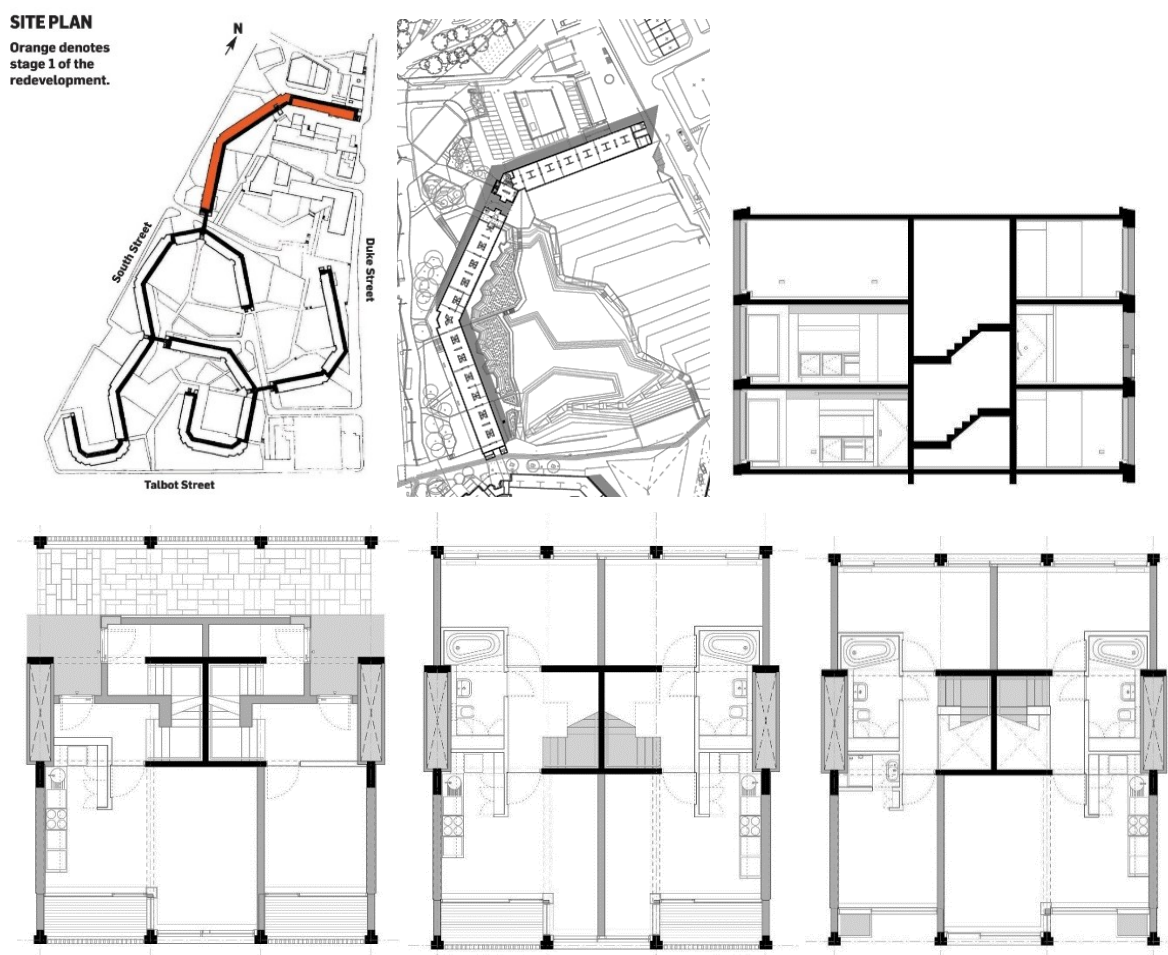 SITE PLAN
Orange denotes
stage 1 of the
redevelopment.
N
South Street
Duke Street
Talbot Street